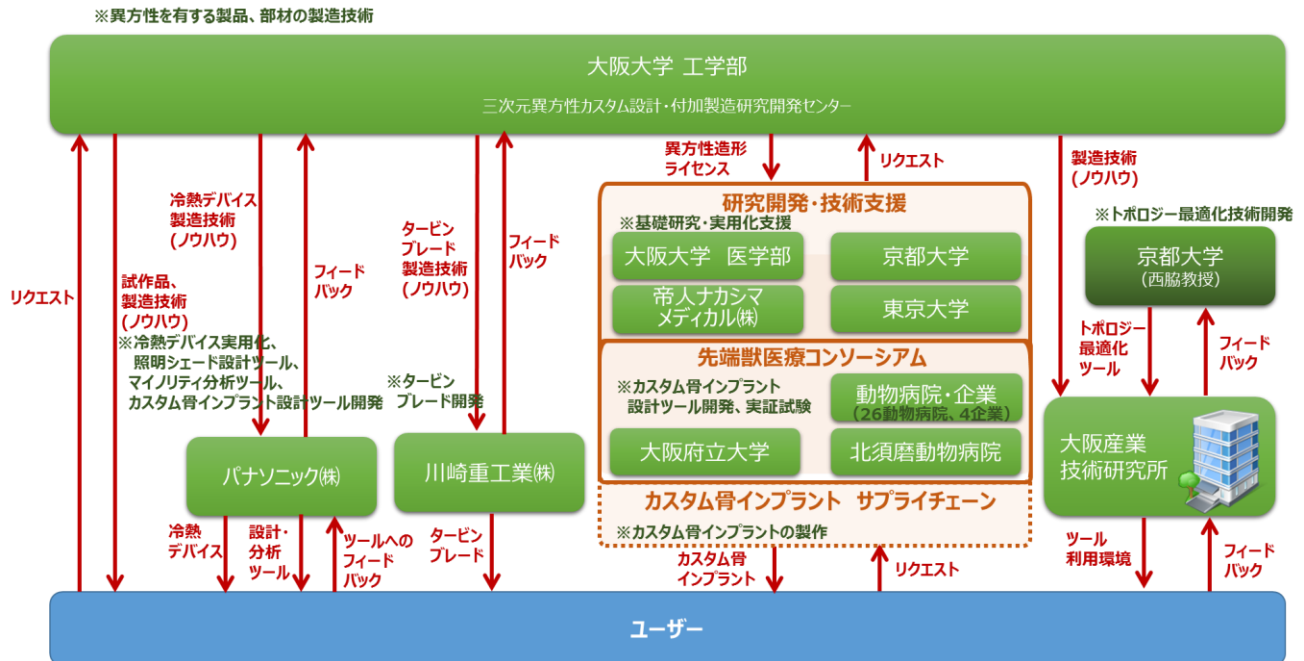 ※異方性を有する製品、部材の製造技術
大阪大学 工学部
三次元異方性カスタム設計・付加製造研究開発センター
リクエスト
試作品、
製造技術
(ノウハウ)
冷熱デバイス
製造技術
(ノウハウ)
フィード
バック
タービン
ブレード
製造技術
(ノウハウ)
フィード
バック
異方性造形
ライセンス
リクエスト
製造技術
(ノウハウ)
研究開発・技術支援
※基礎研究・実用化支援
大阪大学 医学部
京都大学
帝人ナカシマ
メディカル㈱
東京大学
先端獣医療コンソーシアム
※カスタム骨インプラント
設計ツール開発、実証試験
動物病院・企業
(26動物病院、4企業)
大阪府立大学
北須磨動物病院
カスタム骨インプラント サプライチェーン
※カスタム骨インプラントの製作
※トポロジー最適化技術開発
京都大学
(西脇教授)
トポロジー
最適化
ツール
フィード
バック
大阪産業
技術研究所
※冷熱デバイス実用化、
照明シェード設計ツール、
マイノリティ分析ツール、
カスタム骨インプラント設計ツール開発
※タービン
ブレード開発
パナソニック㈱
川崎重工業㈱
冷熱
デバイス
設計・
分析
ツール
ツールへの
フィード
バック
タービン
ブレード
カスタム骨
インプラント
リクエスト
ツール
利用環境
フィード
バック
ユーザー